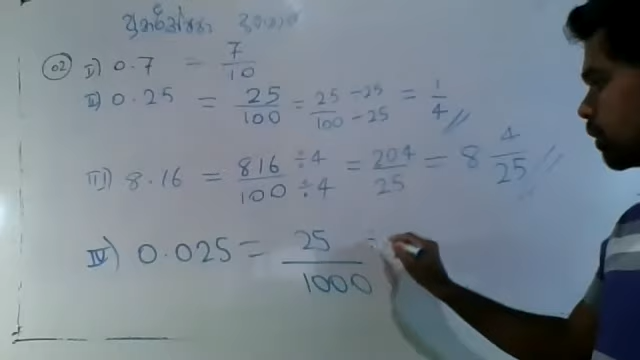 02 I) 0.7 = 7/10
II) 0.25 = 25/100 = 25 ÷25 / 100 ÷25 = 1/4 //
III) 8.16 = 816 ÷4 / 100 ÷4 = 204/25 = 8 4/25 //
IV) 0.025 = 25/1000 ÷